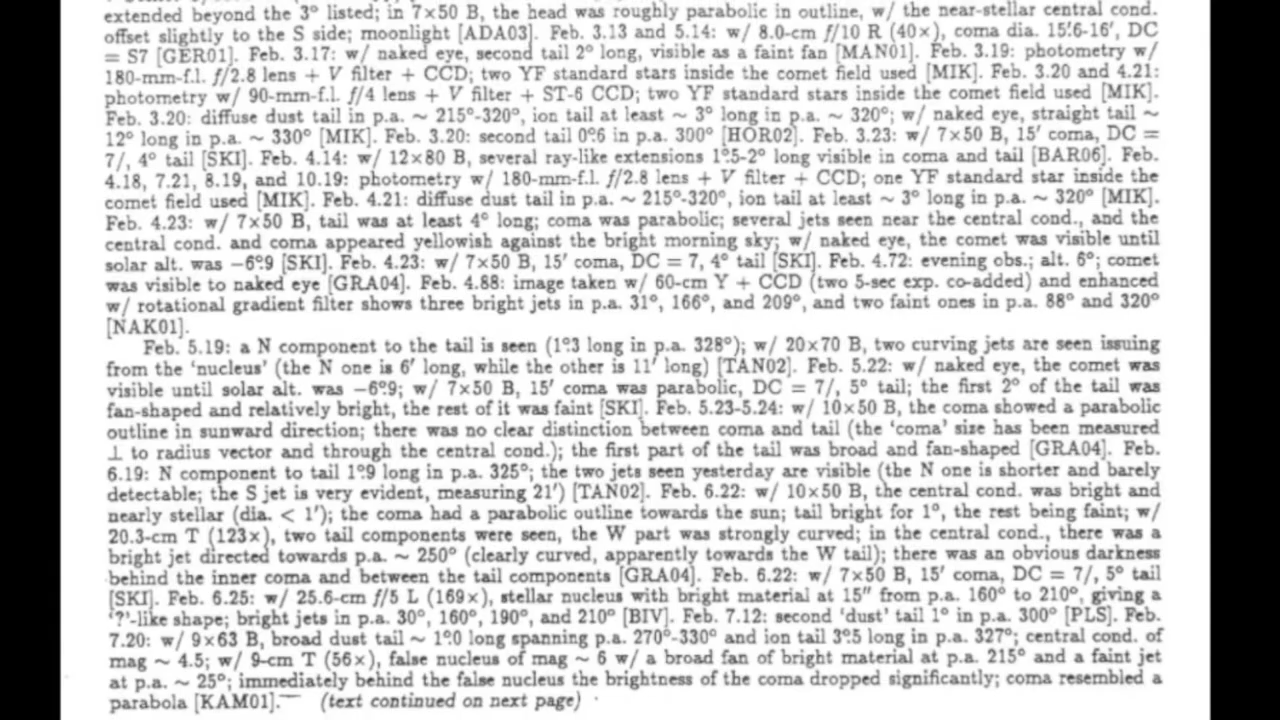 extended beyond the 3° listed; in 7×50 B, the head was roughly parabolic in outline, w/ the near-stellar central cond.
offset slightly to the S side; moonlight [ADA03]. Feb. 3.13 and 5.14: w/ 8.0-cm f/10 R (40×), coma dia. 15′.6-16′, DC
= S7 [GER01]. Feb. 3.17: w/ naked eye, second tail 2° long, visible as a faint fan [MAN01]. Feb. 3.19: photometry w/
180-mm-f.l. f/2.8 lens + V filter + CCD; two YF standard stars inside the comet field used [MIK]. Feb. 3.20 and 4.21:
photometry w/ 90-mm-f.l. f/4 lens + V filter + ST-6 CCD; two YF standard stars inside the comet field used [MIK].
Feb. 3.20: diffuse dust tail in p.a. ~ 215°-320°, ion tail at least ~ 3° long in p.a. ~ 320°; w/ naked eye, straight tail ~
12° long in p.a. ~ 330° [MIK]. Feb. 3.20: second tail 0°.6 in p.a. 300° [HOR02]. Feb. 3.23: w/ 7×50 B, 15′ coma, DC =
7/, 4° tail [SKI]. Feb. 4.14: w/ 12×80 B, several ray-like extensions 1°.5-2° long visible in coma and tail [BAR06]. Feb.
4.18, 7.21, 8.19, and 10.19: photometry w/ 180-mm-f.l. f/2.8 lens + V filter + CCD; one YF standard star inside the
comet field used [MIK]. Feb. 4.21: diffuse dust tail in p.a. ~ 215°-320°, ion tail at least ~ 3° long in p.a. ~ 320° [MIK].
Feb. 4.23: w/ 7×50 B, tail was at least 4° long; coma was parabolic; several jets seen near the central cond., and the
central cond. and coma appeared yellowish against the bright morning sky; w/ naked eye, the comet was visible until
solar alt. was −6°.9 [SKI]. Feb. 4.23: w/ 7×50 B, 15′ coma, DC = 7, 4° tail [SKI]. Feb. 4.72: evening obs.; alt. 6°; comet
was visible to naked eye [GRA04]. Feb. 4.88: image taken w/ 60-cm Y + CCD (two 5-sec exp. co-added) and enhanced
w/ rotational gradient filter shows three bright jets in p.a. 31°, 166°, and 209°, and two faint ones in p.a. 88° and 320°
[NAK01].
Feb. 5.19: a N component to the tail is seen (1°.3 long in p.a. 328°); w/ 20×70 B, two curving jets are seen issuing
from the 'nucleus' (the N one is 6′ long, while the other is 11′ long) [TAN02]. Feb. 5.22: w/ naked eye, the comet was
visible until solar alt. was −6°.9; w/ 7×50 B, 15′ coma was parabolic, DC = 7/, 5° tail; the first 2° of the tail was
fan-shaped and relatively bright, the rest of it was faint [SKI]. Feb. 5.23-5.24: w/ 10×50 B, the coma showed a parabolic
outline in sunward direction; there was no clear distinction between coma and tail (the 'coma' size has been measured
⊥ to radius vector and through the central cond.); the first part of the tail was broad and fan-shaped [GRA04]. Feb.
6.19: N component to tail 1°.9 long in p.a. 325°; the two jets seen yesterday are visible (the N one is shorter and barely
detectable; the S jet is very evident, measuring 21′) [TAN02]. Feb. 6.22: w/ 10×50 B, the central cond. was bright and
nearly stellar (dia. < 1′); the coma had a parabolic outline towards the sun; tail bright for 1°, the rest being faint; w/
20.3-cm T (123×), two tail components were seen, the W part was strongly curved; in the central cond., there was a
bright jet directed towards p.a. ~ 250° (clearly curved, apparently towards the W tail); there was an obvious darkness
behind the inner coma and between the tail components [GRA04]. Feb. 6.22: w/ 7×50 B, 15′ coma, DC = 7/, 5° tail
[SKI]. Feb. 6.25: w/ 25.6-cm f/5 L (169×), stellar nucleus with bright material at 15″ from p.a. 160° to 210°, giving a
'?'-like shape; bright jets in p.a. 30°, 160°, 190°, and 210° [BIV]. Feb. 7.12: second 'dust' tail 1° in p.a. 300° [PLS]. Feb.
7.20: w/ 9×63 B, broad dust tail ~ 1°.0 long spanning p.a. 270°-330° and ion tail 3°.5 long in p.a. 327°; central cond. of
mag ~ 4.5; w/ 9-cm T (56×), false nucleus of mag ~ 6 w/ a broad fan of bright material at p.a. 215° and a faint jet
at p.a. ~ 25°; immediately behind the false nucleus the brightness of the coma dropped significantly; coma resembled a
parabola [KAM01].— (text continued on next page)